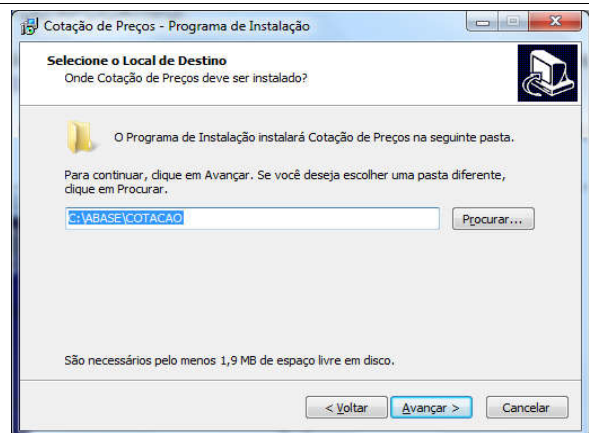 Cotação de Preços - Programa de Instalação
Selecione o Local de Destino
Onde Cotação de Preços deve ser instalado?
O Programa de Instalação instalará Cotação de Preços na seguinte pasta.
Para continuar, clique em Avançar. Se você deseja escolher uma pasta diferente,
clique em Procurar.
C:\ABASE\COTACAO
Procurar...
São necessários pelo menos 1,9 MB de espaço livre em disco.
< Voltar
Avançar >
Cancelar